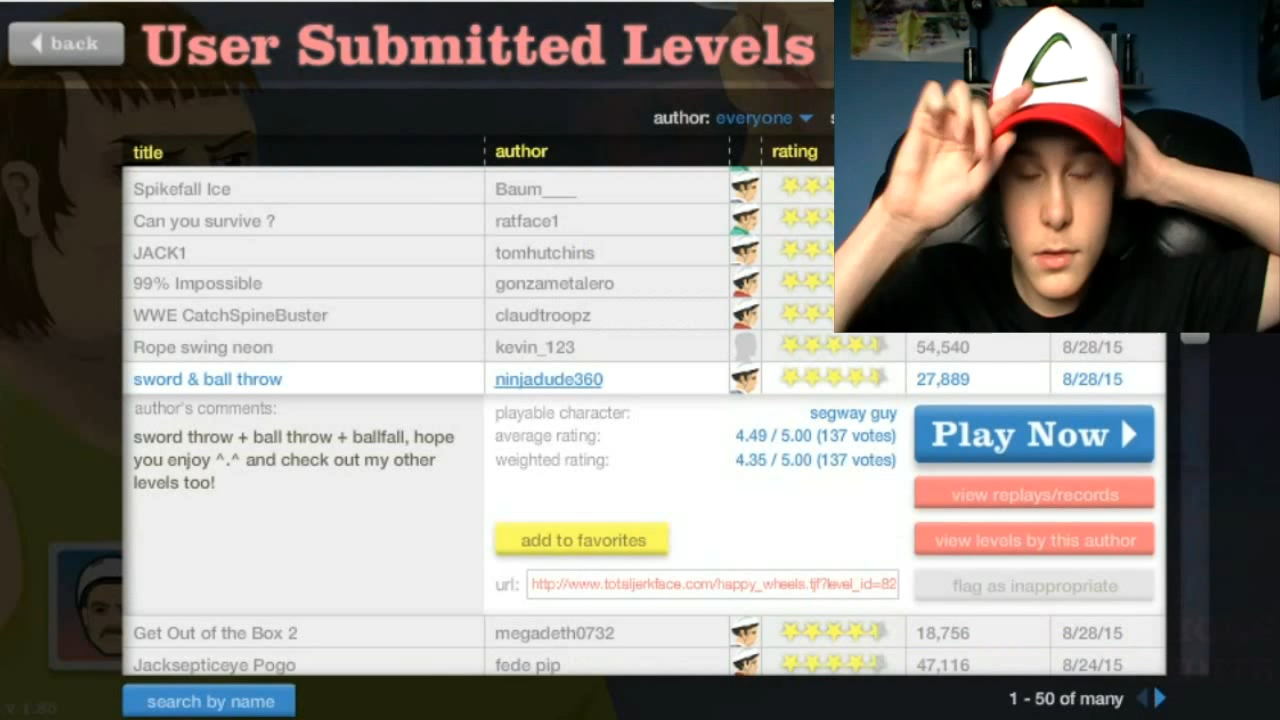 back
User Submitted Levels
author: everyone
title author rating
Spikefall Ice Baum____
Can you survive ? ratface1
JACK1 tomhutchins
99% Impossible gonzametalero
WWE CatchSpineBuster claudtroopz
Rope swing neon kevin_123 54,540 8/28/15
sword & ball throw ninjadude360 27,889 8/28/15
author's comments:
sword throw + ball throw + ballfall, hope
you enjoy ^.^ and check out my other
levels too!
playable character: segway guy
average rating: 4.49 / 5.00 (137 votes)
weighted rating: 4.35 / 5.00 (137 votes)
add to favorites
url: http://www.totaljerkface.com/happy_wheels.tjf?level_id=82
Play Now
view replays/records
view levels by this author
flag as inappropriate
Get Out of the Box 2 megadeth0732 18,756 8/28/15
Jacksepticeye Pogo fede pip 47,116 8/24/15
search by name
1 - 50 of many